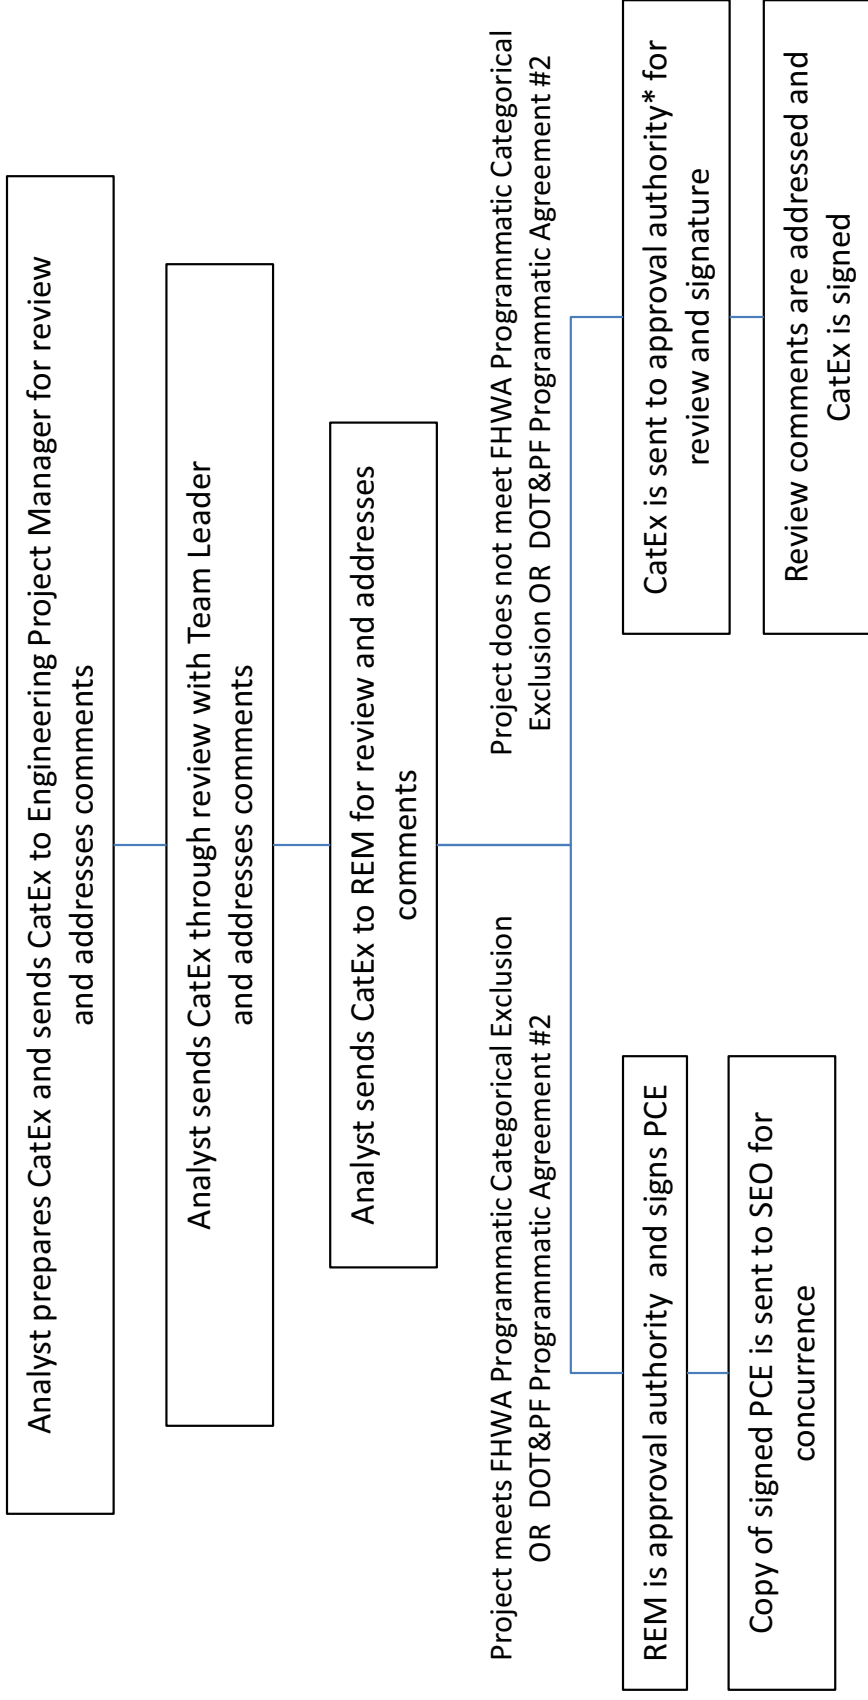 Analyst prepares CatEx and sends CatEx to Engineering Project Manager for review
and addresses comments
Analyst sends CatEx through review with Team Leader
and addresses comments
Analyst sends CatEx to REM for review and addresses
comments
Project meets FHWA Programmatic Categorical Exclusion
OR DOT&PF Programmatic Agreement #2
Project does not meet FHWA Programmatic Categorical
Exclusion OR DOT&PF Programmatic Agreement #2
REM is approval authority and signs PCE
Copy of signed PCE is sent to SEO for
concurrence
CatEx is sent to approval authority* for
review and signature
Review comments are addressed and
CatEx is signed